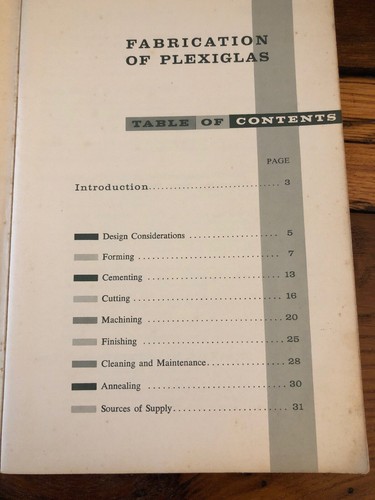 FABRICATION
OF PLEXIGLAS
TABLE OF CONTENTS
PAGE
Introduction............................ 3
Design Considerations .................... 5
Forming ................................ 7
Cementing .............................. 13
Cutting ................................ 16
Machining .............................. 20
Finishing .............................. 25
Cleaning and Maintenance................. 28
Annealing .............................. 30
Sources of Supply....................... 31